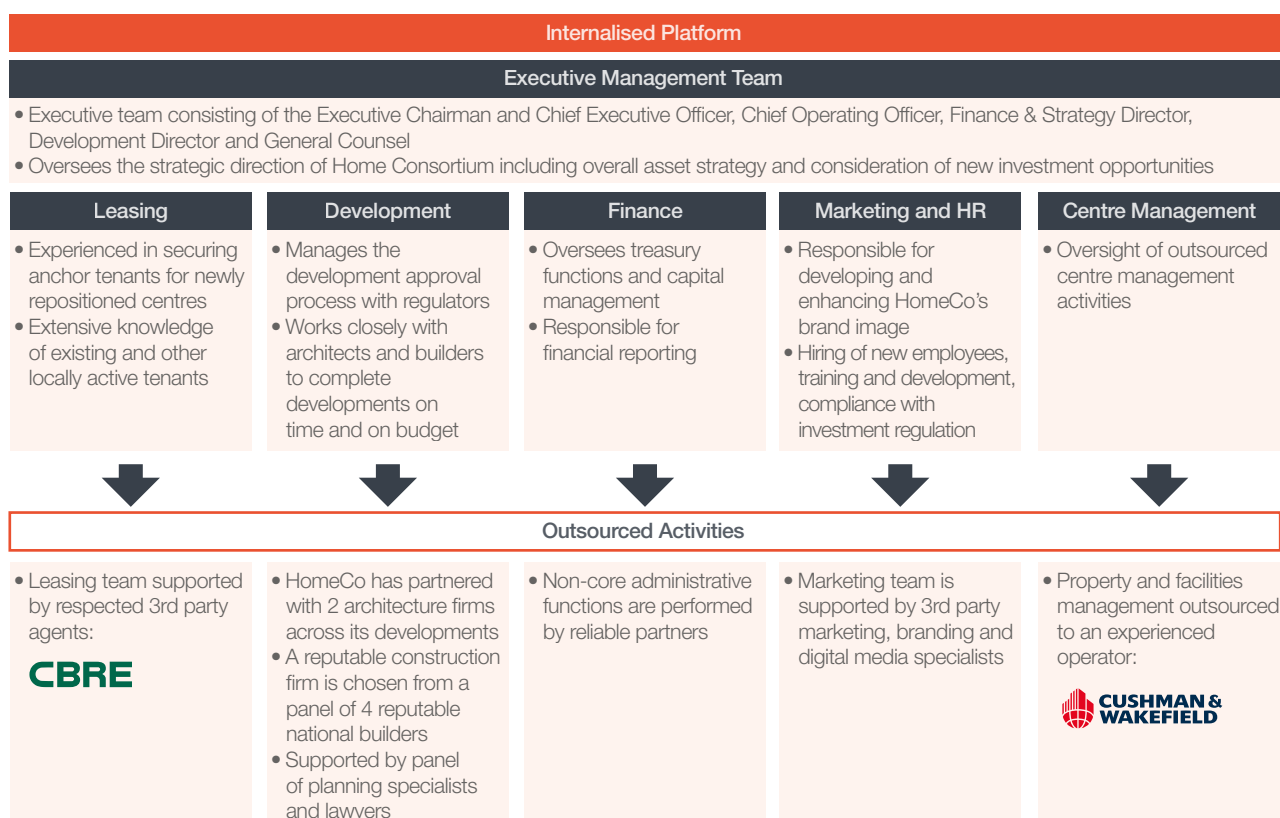 Internalised Platform
Executive Management Team
• Executive team consisting of the Executive Chairman and Chief Executive Officer, Chief Operating Officer, Finance & Strategy Director,
Development Director and General Counsel
• Oversees the strategic direction of Home Consortium including overall asset strategy and consideration of new investment opportunities
Leasing
• Experienced in securing
anchor tenants for newly
repositioned centres
• Extensive knowledge
of existing and other
locally active tenants
Development
• Manages the
development approval
process with regulators
• Works closely with
architects and builders
to complete
developments on
time and on budget
Finance
• Oversees treasury
functions and capital
management
• Responsible for
financial reporting
Marketing and HR
• Responsible for
developing and
enhancing HomeCo’s
brand image
• Hiring of new employees,
training and development,
compliance with
investment regulation
Centre Management
• Oversight of outsourced
centre management
activities
Outsourced Activities
• Leasing team supported
by respected 3rd party
agents:
CBRE
• HomeCo has partnered
with 2 architecture firms
across its developments
• A reputable construction
firm is chosen from a
panel of 4 reputable
national builders
• Supported by panel
of planning specialists
and lawyers
• Non-core administrative
functions are performed
by reliable partners
• Marketing team is
supported by 3rd party
marketing, branding and
digital media specialists
• Property and facilities
management outsourced
to an experienced
operator:
CUSHMAN &
WAKEFIELD